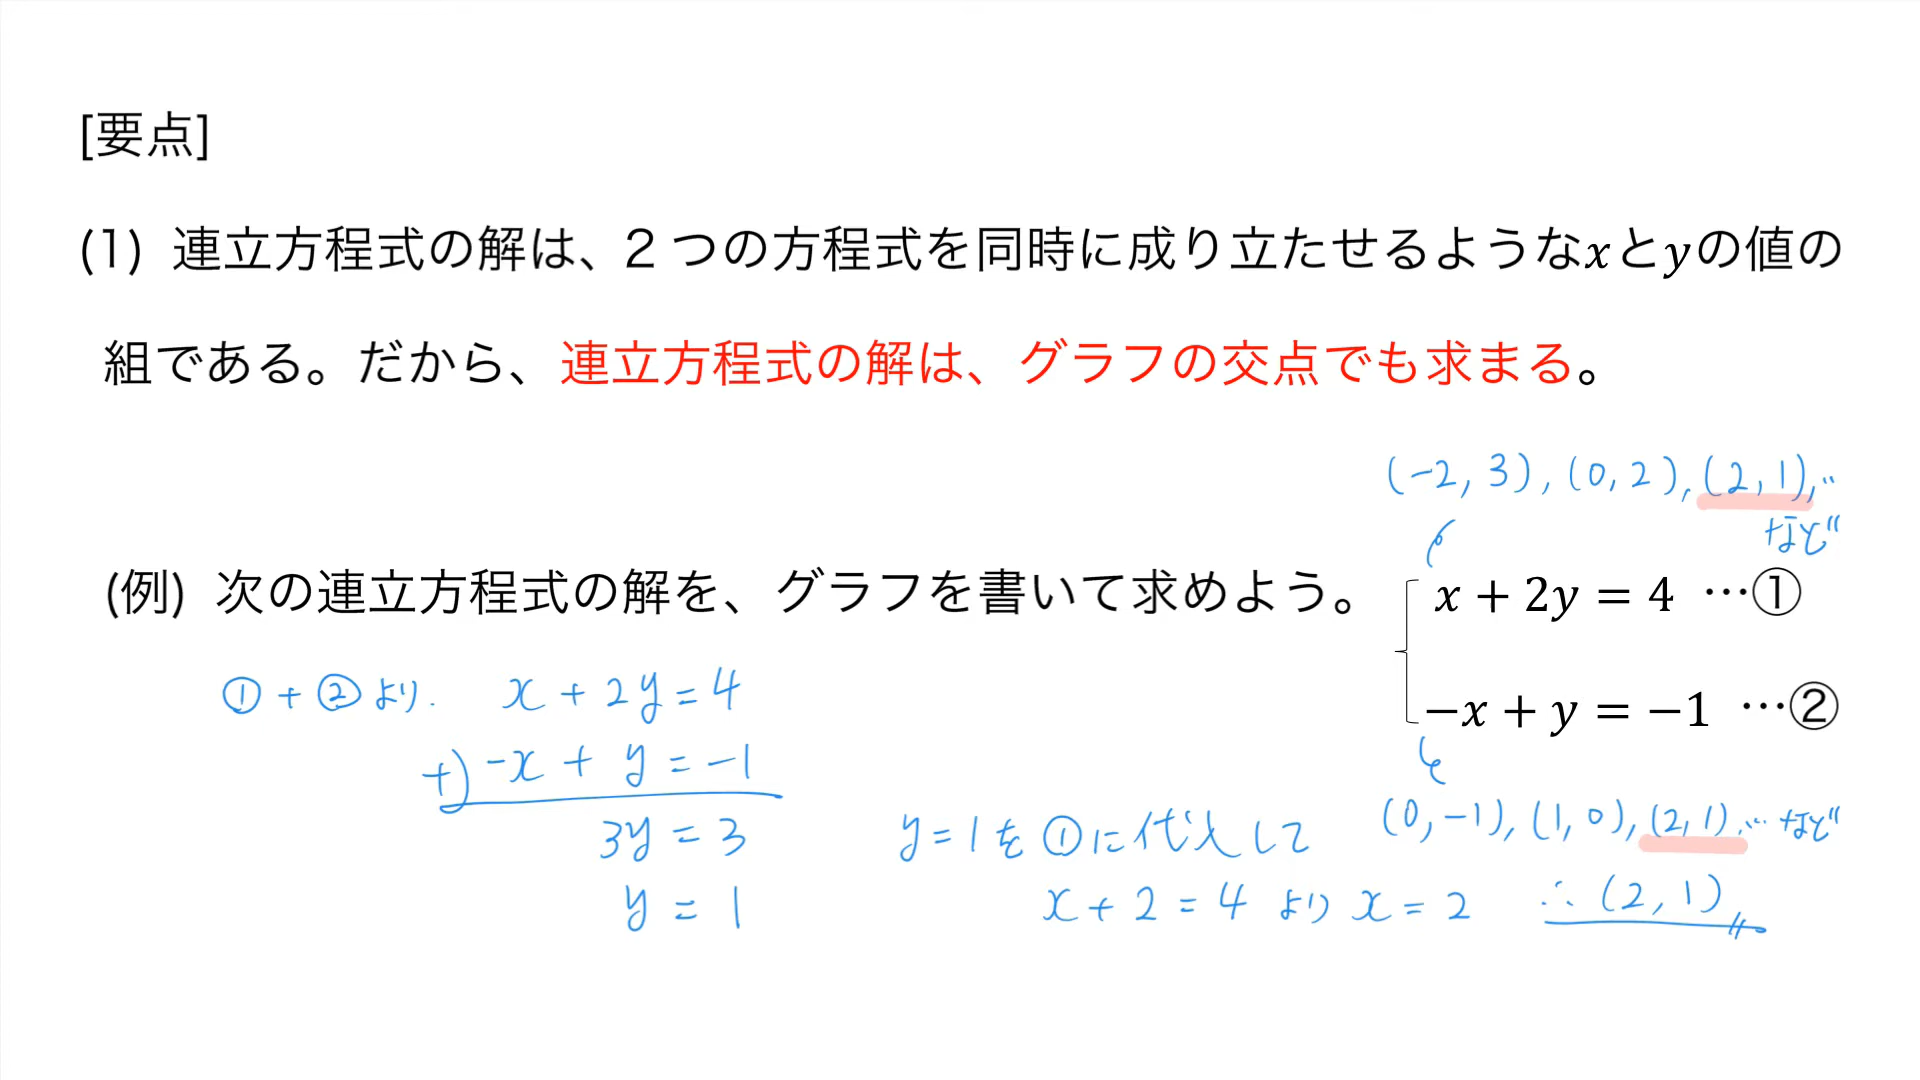 [要点]
(1) 連立方程式の解は、2つの方程式を同時に成り立たせるようなxとyの値の
組である。だから、連立方程式の解は、グラフの交点でも求まる。
(-2, 3), (0, 2), (2, 1), …
など
(例) 次の連立方程式の解を、グラフを書いて求めよう。 x + 2y = 4 …①
−x + y = −1 …②
① + ② より. x + 2y = 4
+) -x + y = -1
3y = 3
y = 1
y = 1 を ① に代入して
x + 2 = 4 より x = 2
(0, -1), (1, 0), (2, 1), … など
∴ (2, 1)